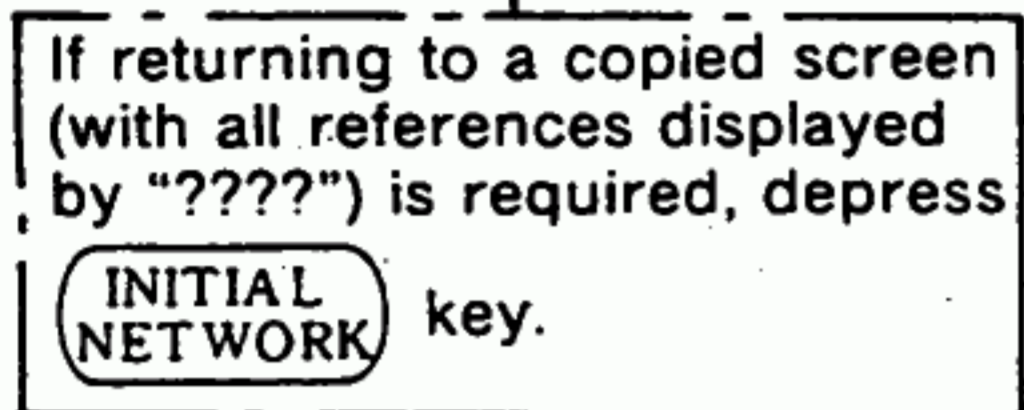 If returning to a copied screen
(with all references displayed
by "????") is required, depress
INITIAL
NETWORK key.